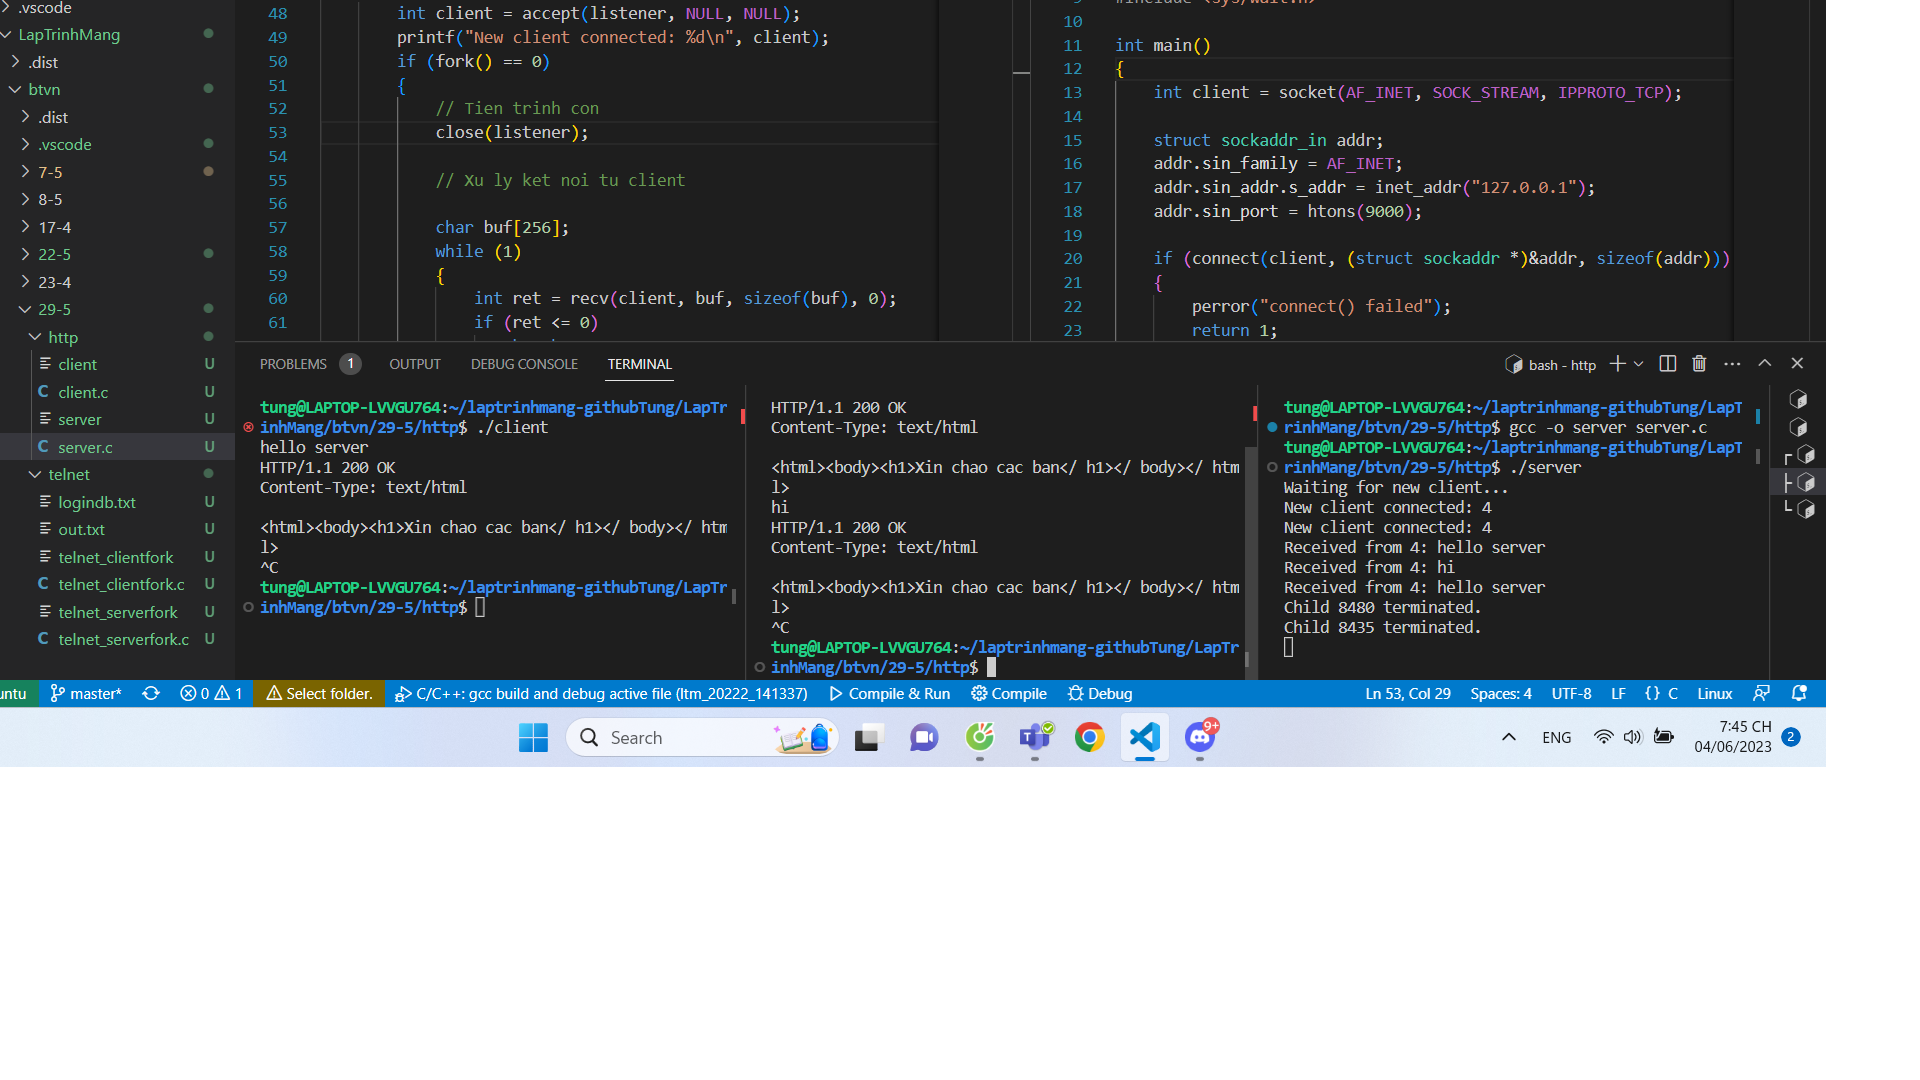 .vscode
LapTrinhMang
.dist
btvn
.dist
.vscode
7-5
8-5
17-4
22-5
23-4
29-5
http
client U
client.c U
server U
server.c U
telnet
logindb.txt U
out.txt U
telnet_clientfork U
telnet_clientfork.c U
telnet_serverfork U
telnet_serverfork.c U
48 int client = accept(listener, NULL, NULL);
49 printf("New client connected: %d\n", client);
50 if (fork() == 0)
51 {
52 // Tien trinh con
53 close(listener);
54
55 // Xu ly ket noi tu client
56
57 char buf[256];
58 while (1)
59 {
60 int ret = recv(client, buf, sizeof(buf), 0);
61 if (ret <= 0)
9 #include <sys/wait.h>
10
11 int main()
12 {
13 int client = socket(AF_INET, SOCK_STREAM, IPPROTO_TCP);
14
15 struct sockaddr_in addr;
16 addr.sin_family = AF_INET;
17 addr.sin_addr.s_addr = inet_addr("127.0.0.1");
18 addr.sin_port = htons(9000);
19
20 if (connect(client, (struct sockaddr *)&addr, sizeof(addr)))
21 {
22 perror("connect() failed");
23 return 1;
PROBLEMS 1 OUTPUT DEBUG CONSOLE TERMINAL bash - http
tung@LAPTOP-LVVGU764:~/laptrinhmang-githubTung/LapTr
inhMang/btvn/29-5/http$ ./client
hello server
HTTP/1.1 200 OK
Content-Type: text/html

<html><body><h1>Xin chao cac ban</ h1></ body></ htm
l>
^C
tung@LAPTOP-LVVGU764:~/laptrinhmang-githubTung/LapTr
inhMang/btvn/29-5/http$
HTTP/1.1 200 OK
Content-Type: text/html

<html><body><h1>Xin chao cac ban</ h1></ body></ htm
l>
hi
HTTP/1.1 200 OK
Content-Type: text/html

<html><body><h1>Xin chao cac ban</ h1></ body></ htm
l>
^C
tung@LAPTOP-LVVGU764:~/laptrinhmang-githubTung/LapTr
inhMang/btvn/29-5/http$
tung@LAPTOP-LVVGU764:~/laptrinhmang-githubTung/LapT
rinhMang/btvn/29-5/http$ gcc -o server server.c
tung@LAPTOP-LVVGU764:~/laptrinhmang-githubTung/LapT
rinhMang/btvn/29-5/http$ ./server
Waiting for new client...
New client connected: 4
New client connected: 4
Received from 4: hello server
Received from 4: hi
Received from 4: hello server
Child 8480 terminated.
Child 8435 terminated.
untu master* 0 1 Select folder. C/C++: gcc build and debug active file (ltm_20222_141337) Compile & Run Compile Debug Ln 53, Col 29 Spaces: 4 UTF-8 LF {} C Linux
Search 9+ ENG 7:45 CH
04/06/2023 2